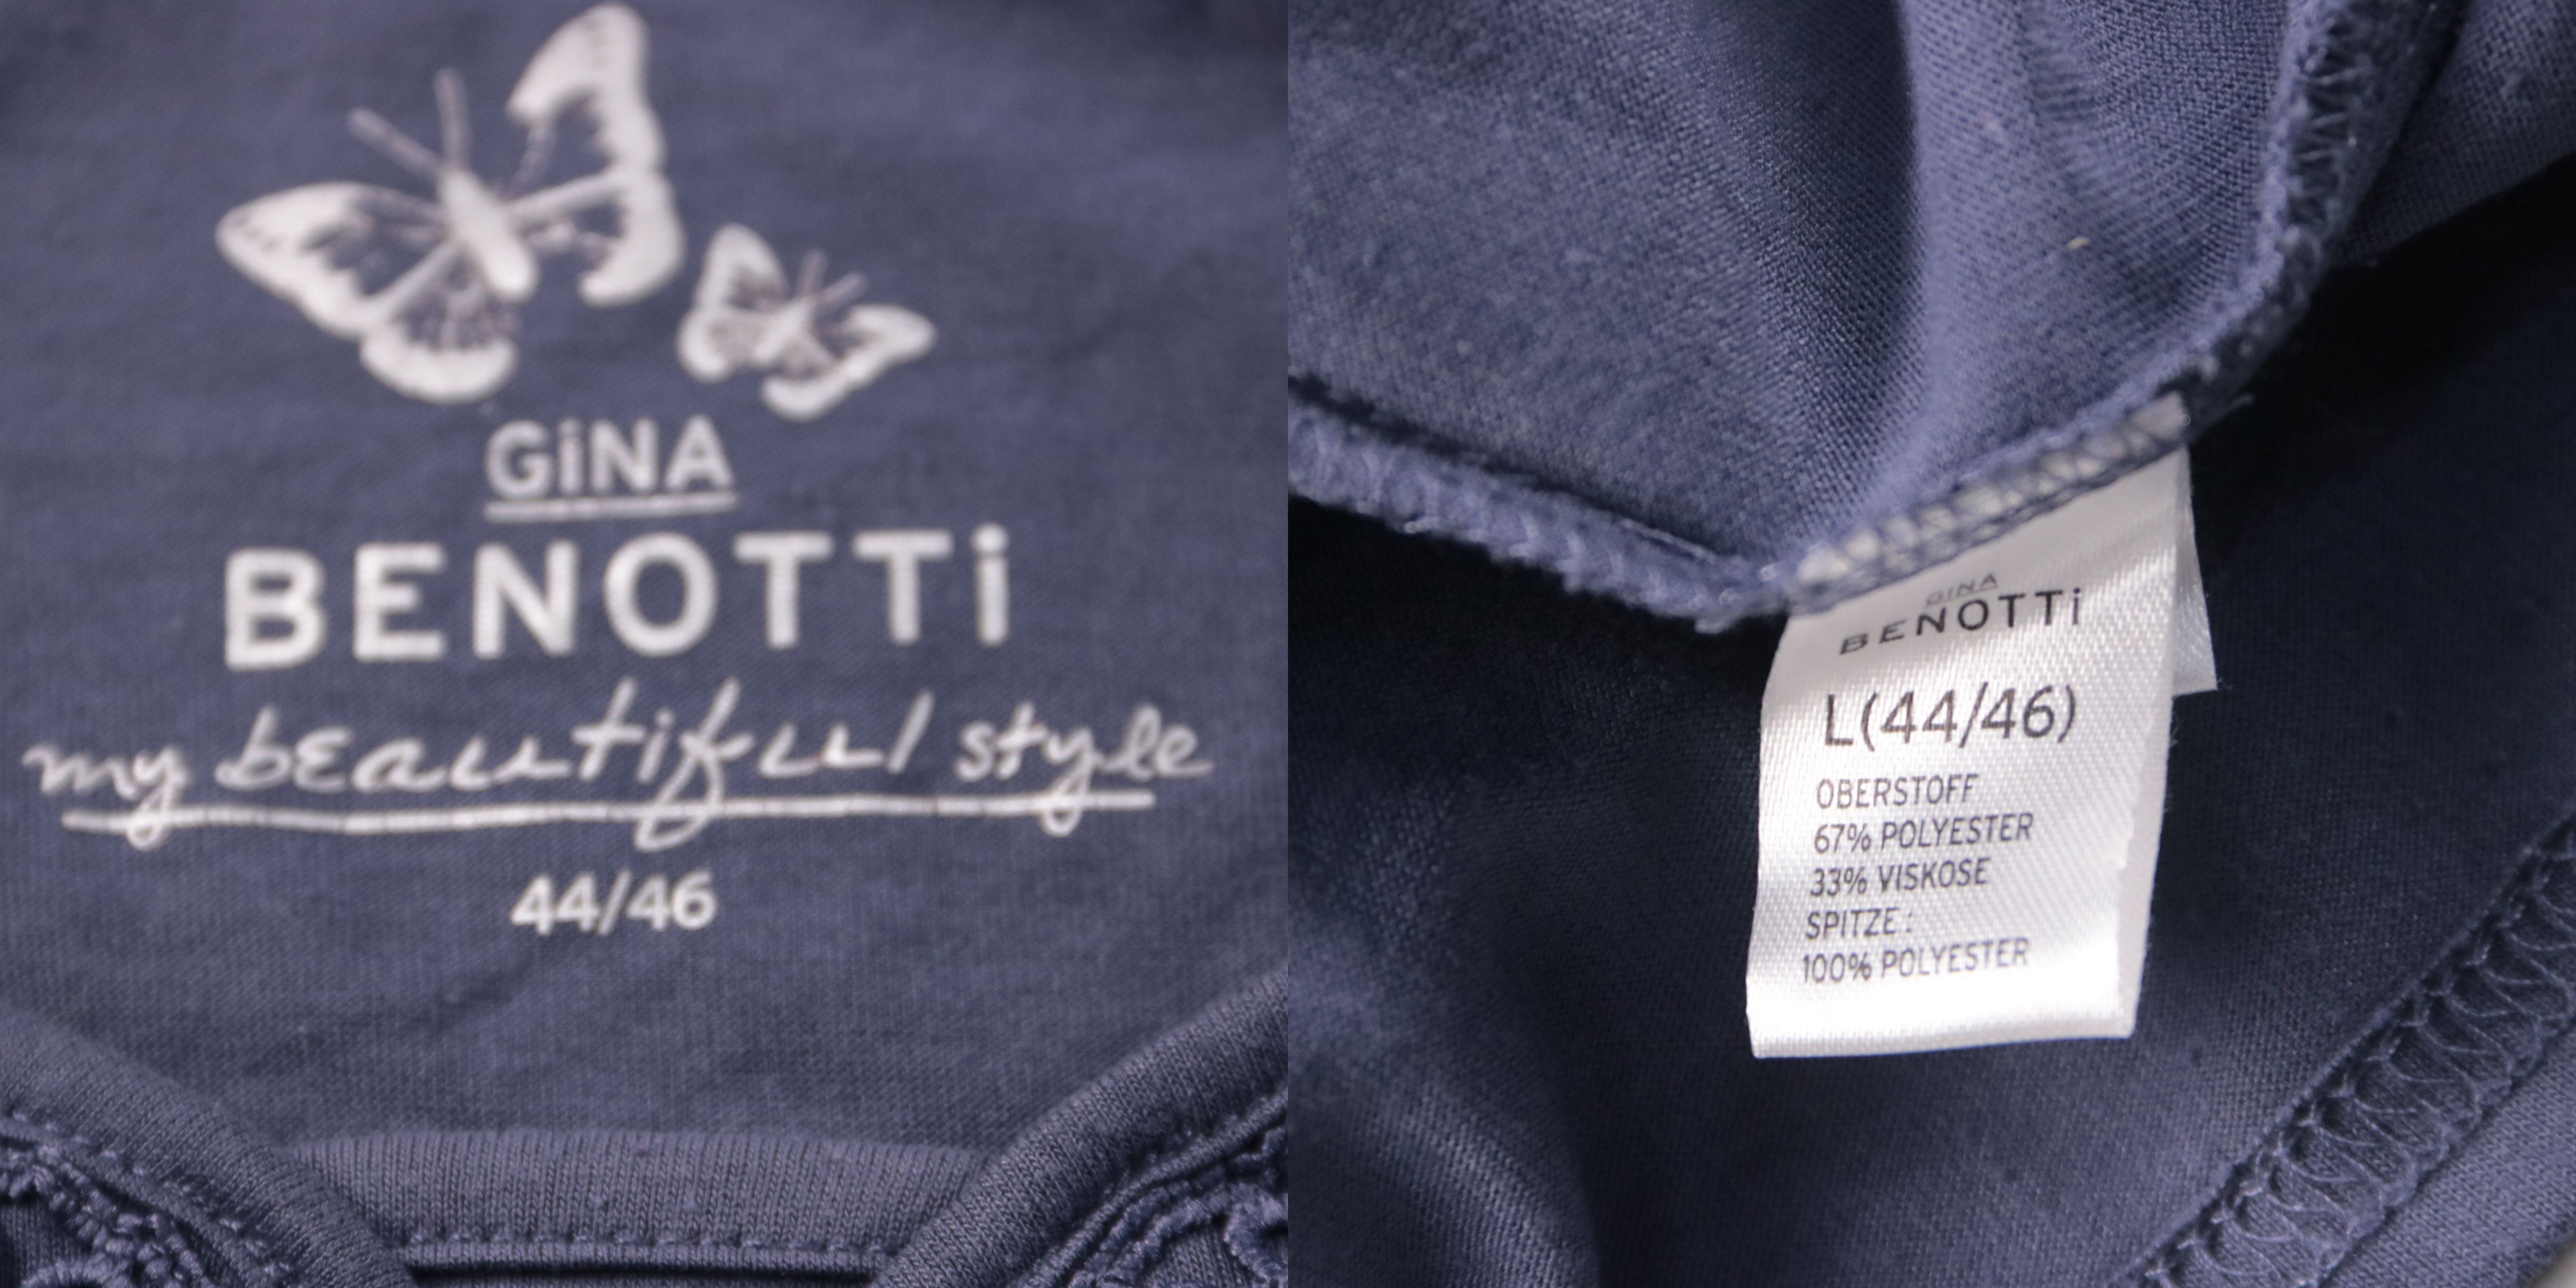 GiNA
BENOTTi
my beautiful style
44/46
GINA
BENOTTi
L(44/46)
OBERSTOFF
67% POLYESTER
33% VISKOSE
SPITZE :
100% POLYESTER